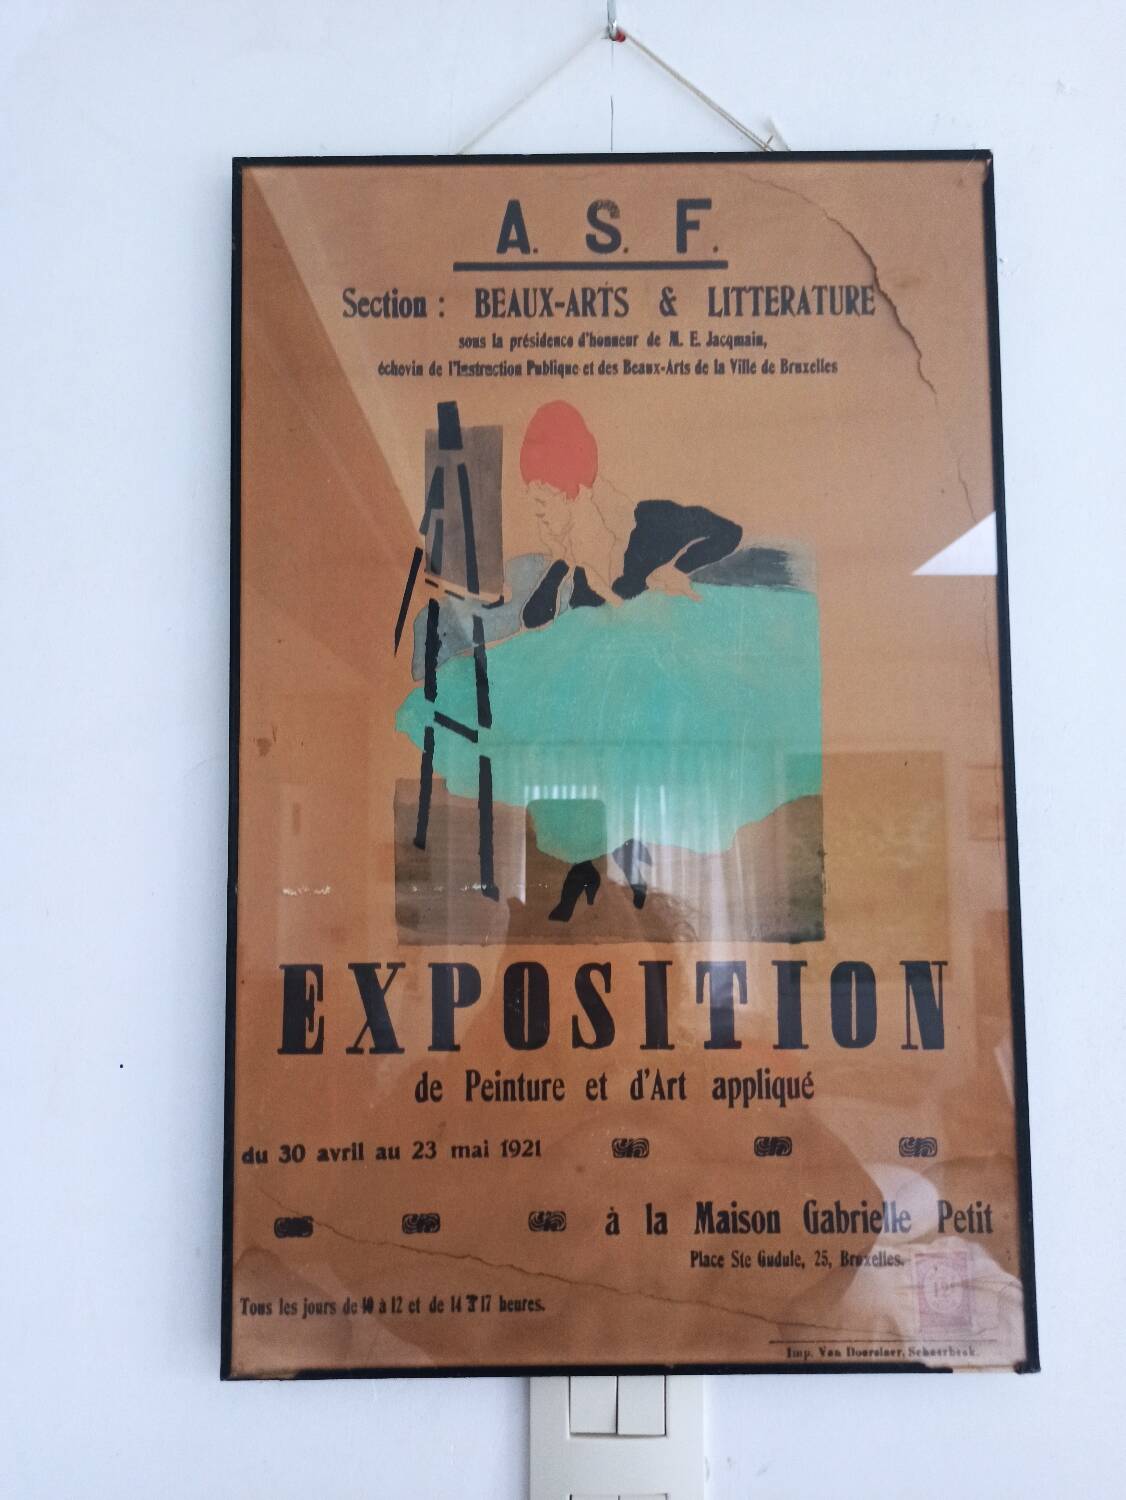 A. S. F.
Section : BEAUX-ARTS & LITTERATURE
sous la présidence d'honneur de M. E. Jacqmain,
échevin de l'Instruction Publique et des Beaux-Arts de la Ville de Bruxelles
EXPOSITION
de Peinture et d'Art appliqué
du 30 avril au 23 mai 1921
à la Maison Gabrielle Petit
Place Ste Gudule, 25, Bruxelles.
Tous les jours de 10 à 12 et de 14 à 17 heures.
Imp. Van Schaerbeek.